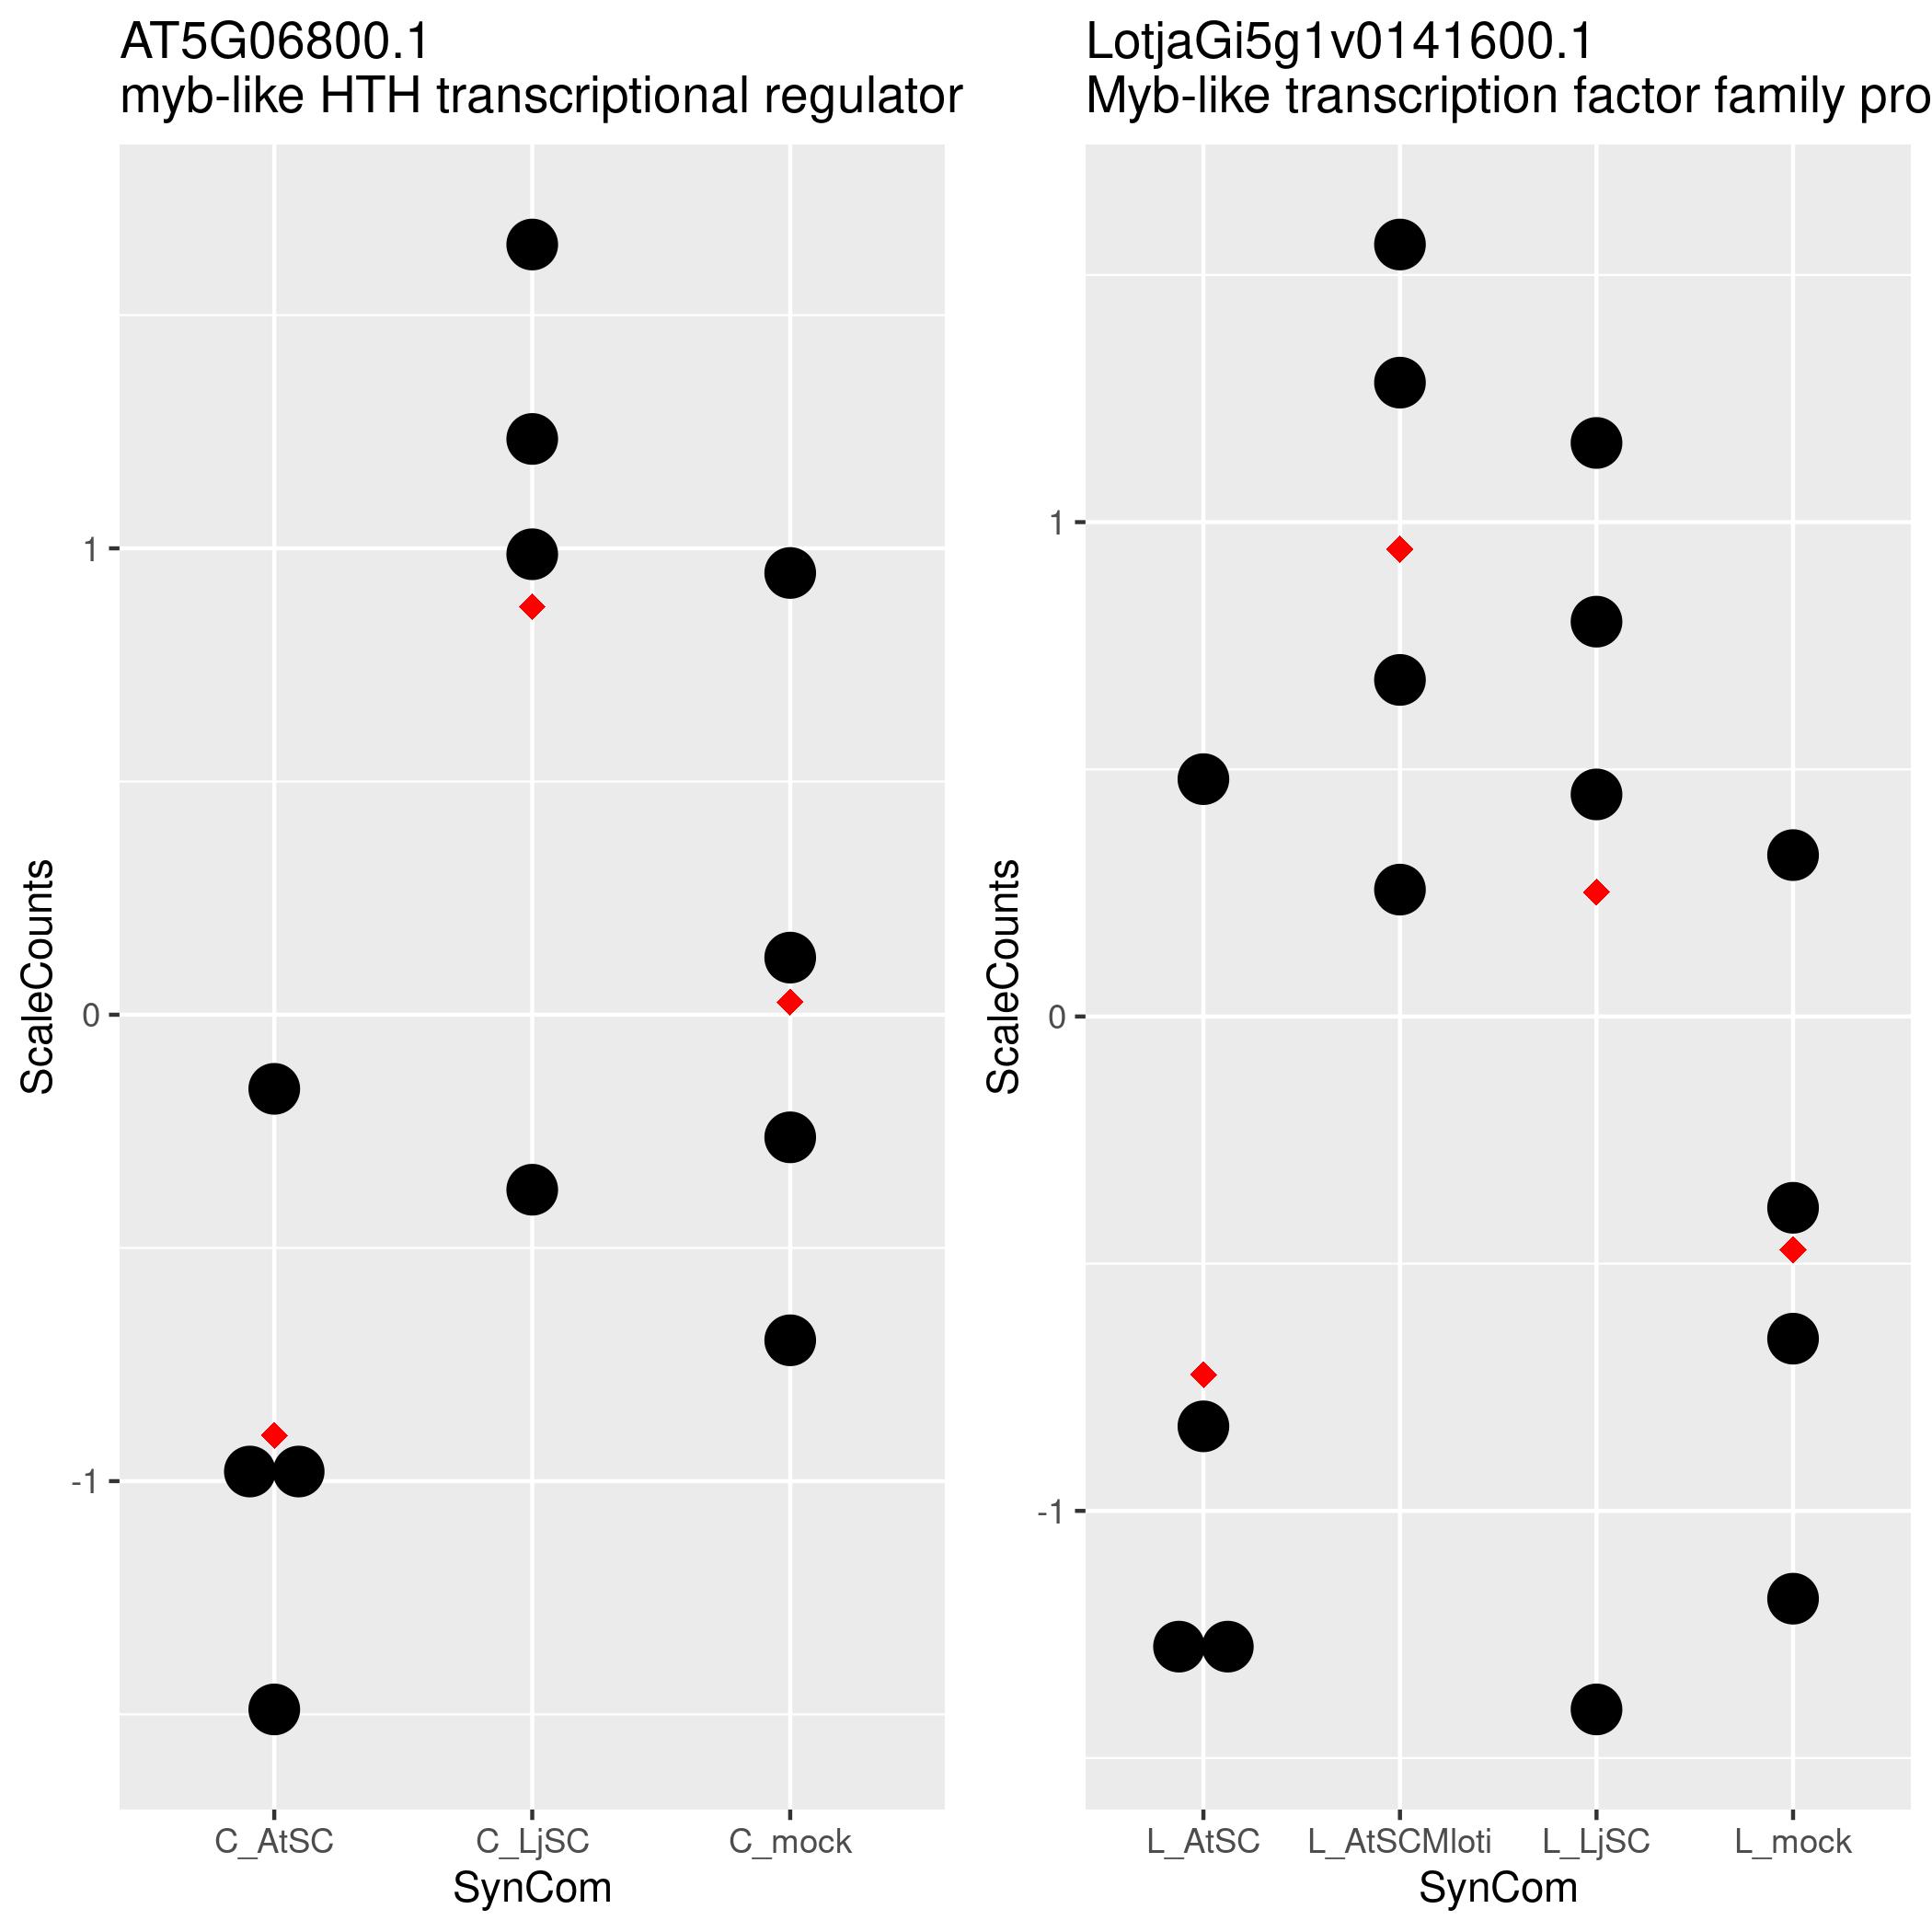 AT5G06800.1
myb-like HTH transcriptional regulator
ScaleCounts
1
0
-1
C_AtSC C_LjSC C_mock
SynCom
LotjaGi5g1v0141600.1
Myb-like transcription factor family pro
ScaleCounts
1
0
-1
L_AtSC L_AtSCMloti L_LjSC L_mock
SynCom